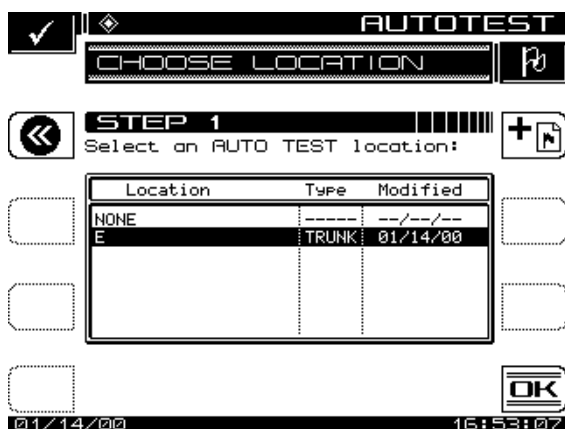 AUTOTEST
CHOOSE LOCATION
STEP 1
Select an AUTO TEST location:
Location Type Modified
NONE ----- --/--/--
E TRUNK 01/14/00
OK
01/14/00 16:53:07